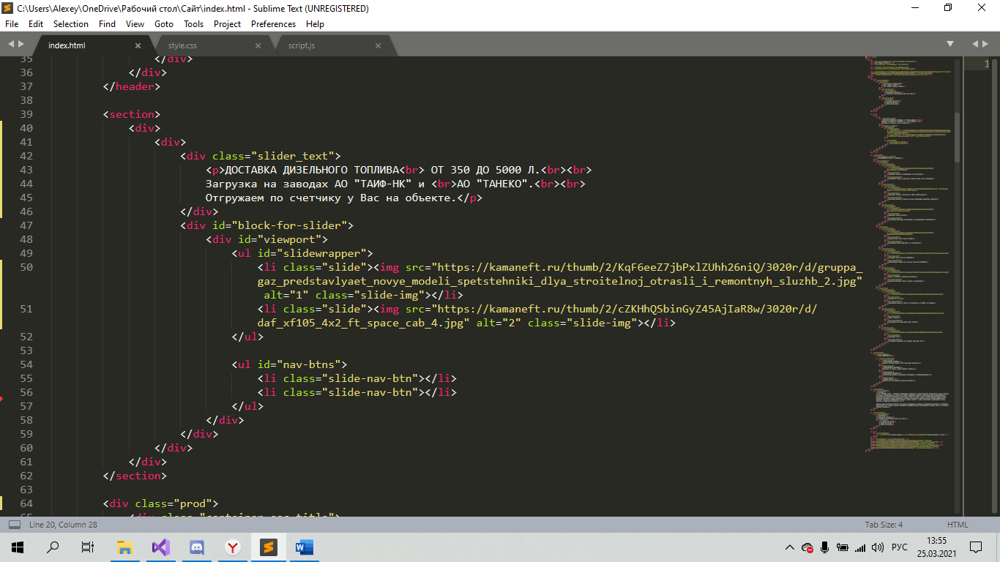 C:\Users\Alexey\OneDrive\Рабочий стол\Сайт\index.html - Sublime Text (UNREGISTERED)
File Edit Selection Find View Goto Tools Project Preferences Help
index.html × style.css × script.js ×
35 </div>
36 </div>
37 </header>
38
39 <section>
40 <div>
41 <div>
42 <div class="slider_text">
43 <p>ДОСТАВКА ДИЗЕЛЬНОГО ТОПЛИВА<br> ОТ 350 ДО 5000 Л.<br><br>
44 Загрузка на заводах АО "ТАИФ-НК" и <br>АО "ТАНЕКО".<br><br>
45 Отгружаем по счетчику у Вас на объекте.</p>
46 </div>
47 <div id="block-for-slider">
48 <div id="viewport">
49 <ul id="slidewrapper">
50 <li class="slide"><img src="https://kamaneft.ru/thumb/2/KqF6eeZ7jbPxlZUhh26niQ/3020r/d/gruppa_
gaz_predstavlyaet_novye_modeli_spetstehniki_dlya_stroitelnoj_otrasli_i_remontnyh_sluzhb_2.jpg"
alt="1" class="slide-img"></li>
51 <li class="slide"><img src="https://kamaneft.ru/thumb/2/cZKHhQSbinGyZ45AjIaR8w/3020r/d/
daf_xf105_4x2_ft_space_cab_4.jpg" alt="2" class="slide-img"></li>
52 </ul>
53
54 <ul id="nav-btns">
55 <li class="slide-nav-btn"></li>
56 <li class="slide-nav-btn"></li>
57 </ul>
58 </div>
59 </div>
60 </div>
61 </div>
62 </section>
63
64 <div class="prod">
1
Line 20, Column 28 Tab Size: 4 HTML
РУС 13:55
25.03.2021